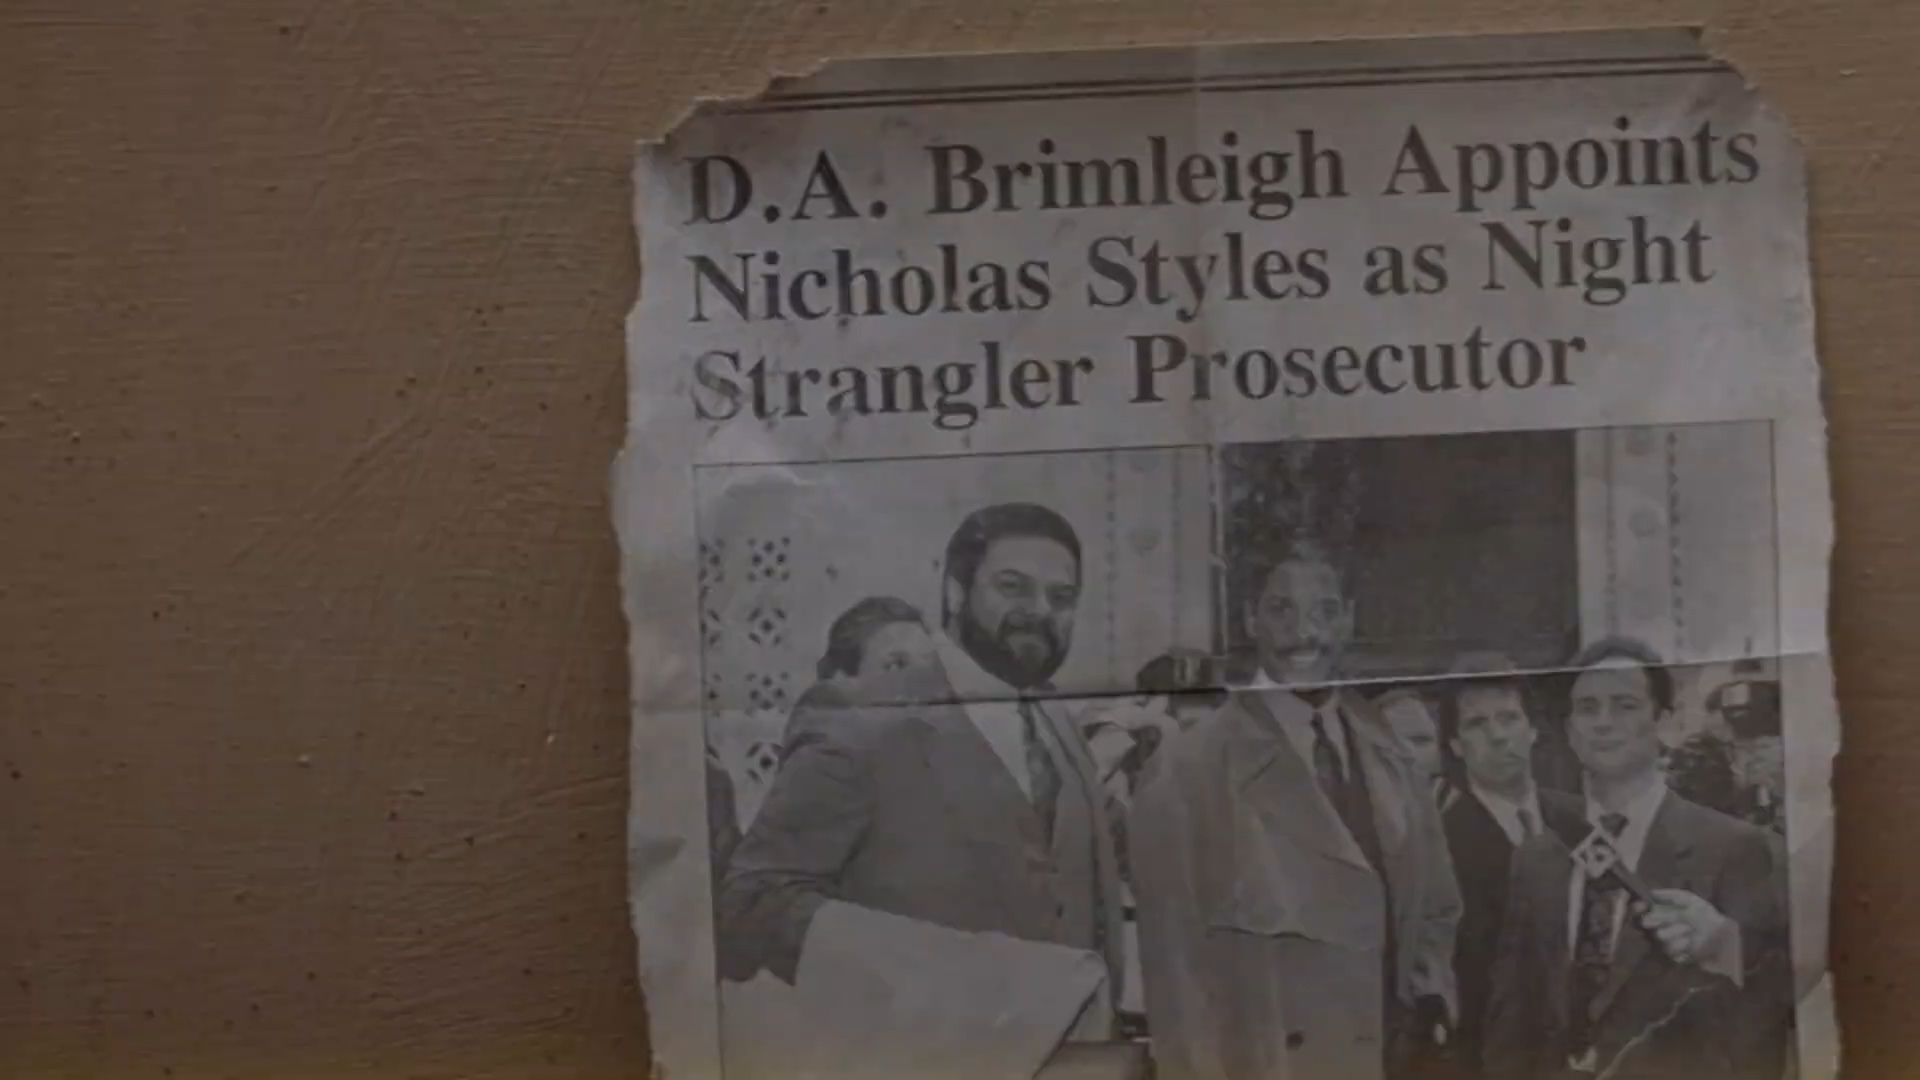 D.A. Brimleigh Appoints
Nicholas Styles as Night
Strangler Prosecutor